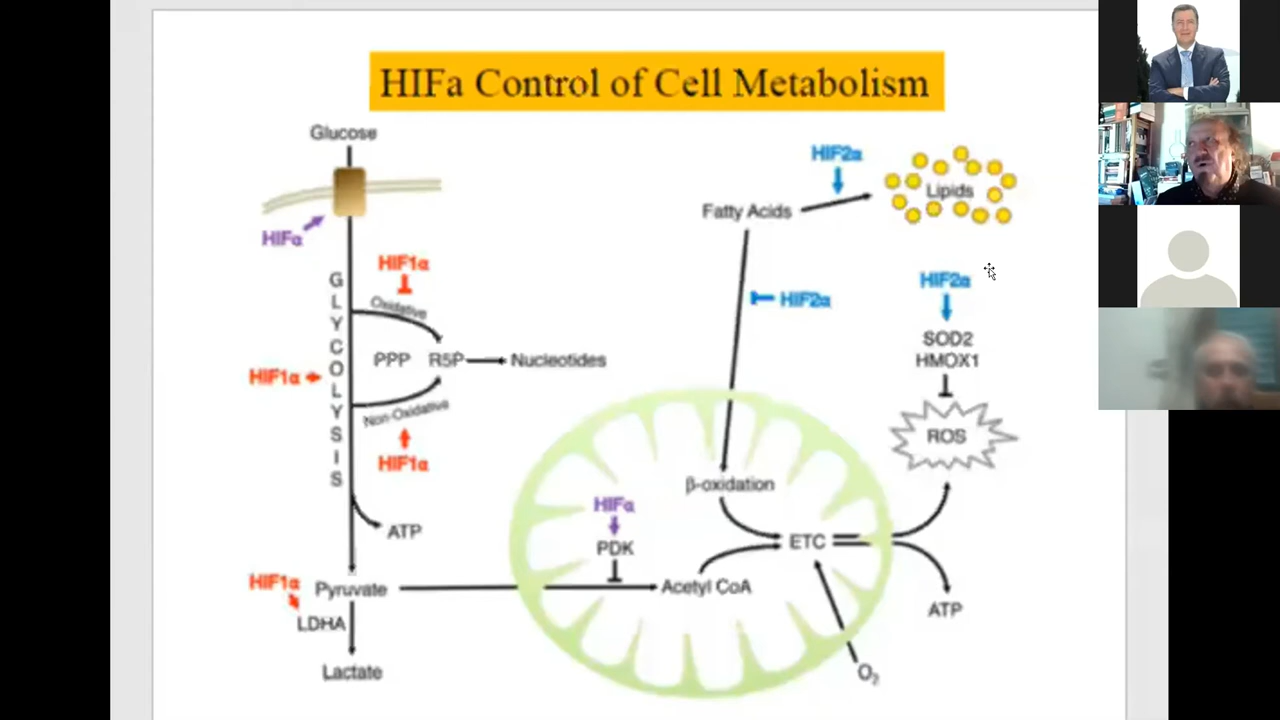 HIFa Control of Cell Metabolism
Glucose
HIFα
GLYCOLYSIS
HIF1α
Oxidative
PPP
R5P
Nucleotides
HIF1α
Non-Oxidative
HIF1α
ATP
HIF1α
Pyruvate
LDHA
Lactate
HIF2α
Fatty Acids
Lipids
HIF2α
HIF2α
SOD2
HMOX1
ROS
β-oxidation
HIFα
PDK
ETC
Acetyl CoA
ATP
O2